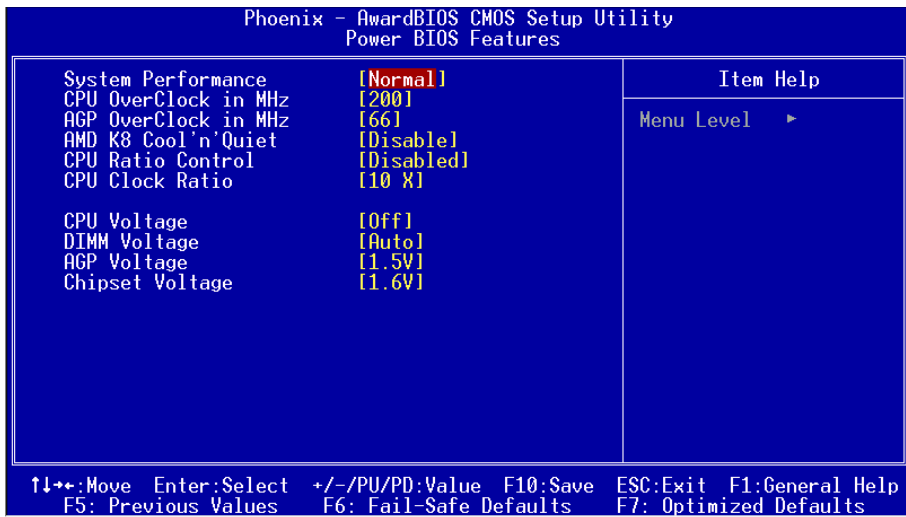 Phoenix - AwardBIOS CMOS Setup Utility
Power BIOS Features
System Performance [Normal]
CPU OverClock in MHz [200]
AGP OverClock in MHz [66]
AMD K8 Cool'n'Quiet [Disable]
CPU Ratio Control [Disabled]
CPU Clock Ratio [10 X]
CPU Voltage [Off]
DIMM Voltage [Auto]
AGP Voltage [1.5V]
Chipset Voltage [1.6V]
Item Help
Menu Level ►
↑↓→←:Move Enter:Select +/-/PU/PD:Value F10:Save ESC:Exit F1:General Help
F5: Previous Values F6: Fail-Safe Defaults F7: Optimized Defaults